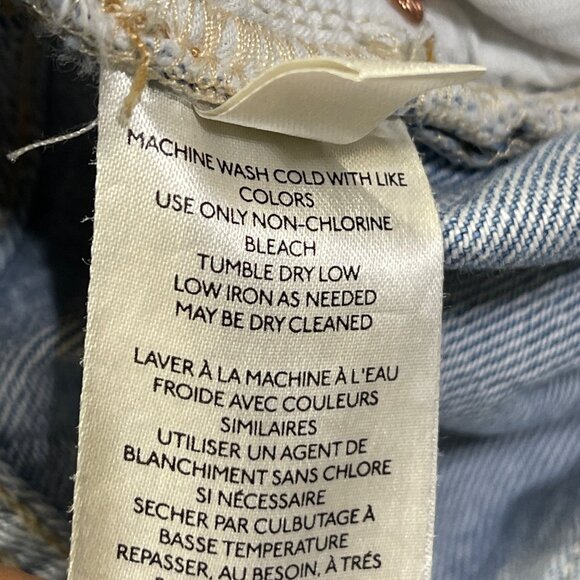 MACHINE WASH COLD WITH LIKE
COLORS
USE ONLY NON-CHLORINE
BLEACH
TUMBLE DRY LOW
LOW IRON AS NEEDED
MAY BE DRY CLEANED
LAVER À LA MACHINE À L'EAU
FROIDE AVEC COULEURS
SIMILAIRES
UTILISER UN AGENT DE
BLANCHIMENT SANS CHLORE
SI NÉCESSAIRE
SECHER PAR CULBUTAGE À
BASSE TEMPERATURE
REPASSER, AU BESOIN, À TRÉS